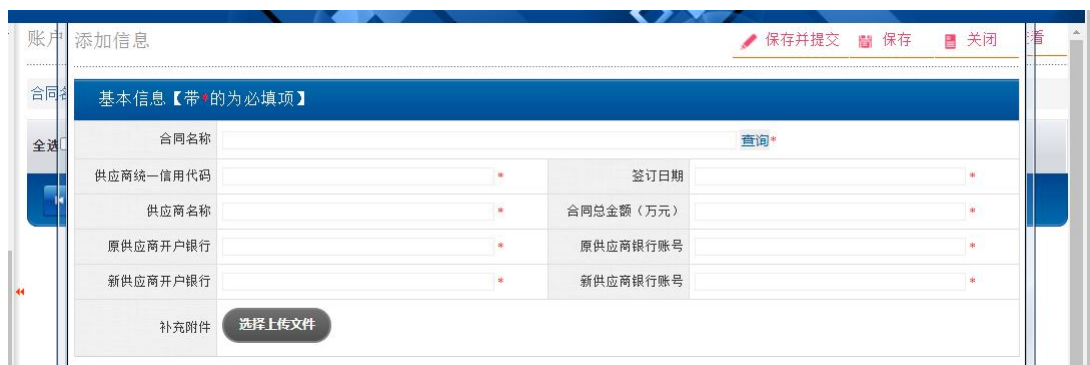 账户
添加信息
保存并提交 保存 关闭
看
合同名
基本信息【带*的为必填项】
全选
合同名称 查询*
供应商统一信用代码 * 签订日期 *
供应商名称 * 合同总金额（万元） *
原供应商开户银行 * 原供应商银行账号 *
新供应商开户银行 * 新供应商银行账号 *
补充附件 选择上传文件